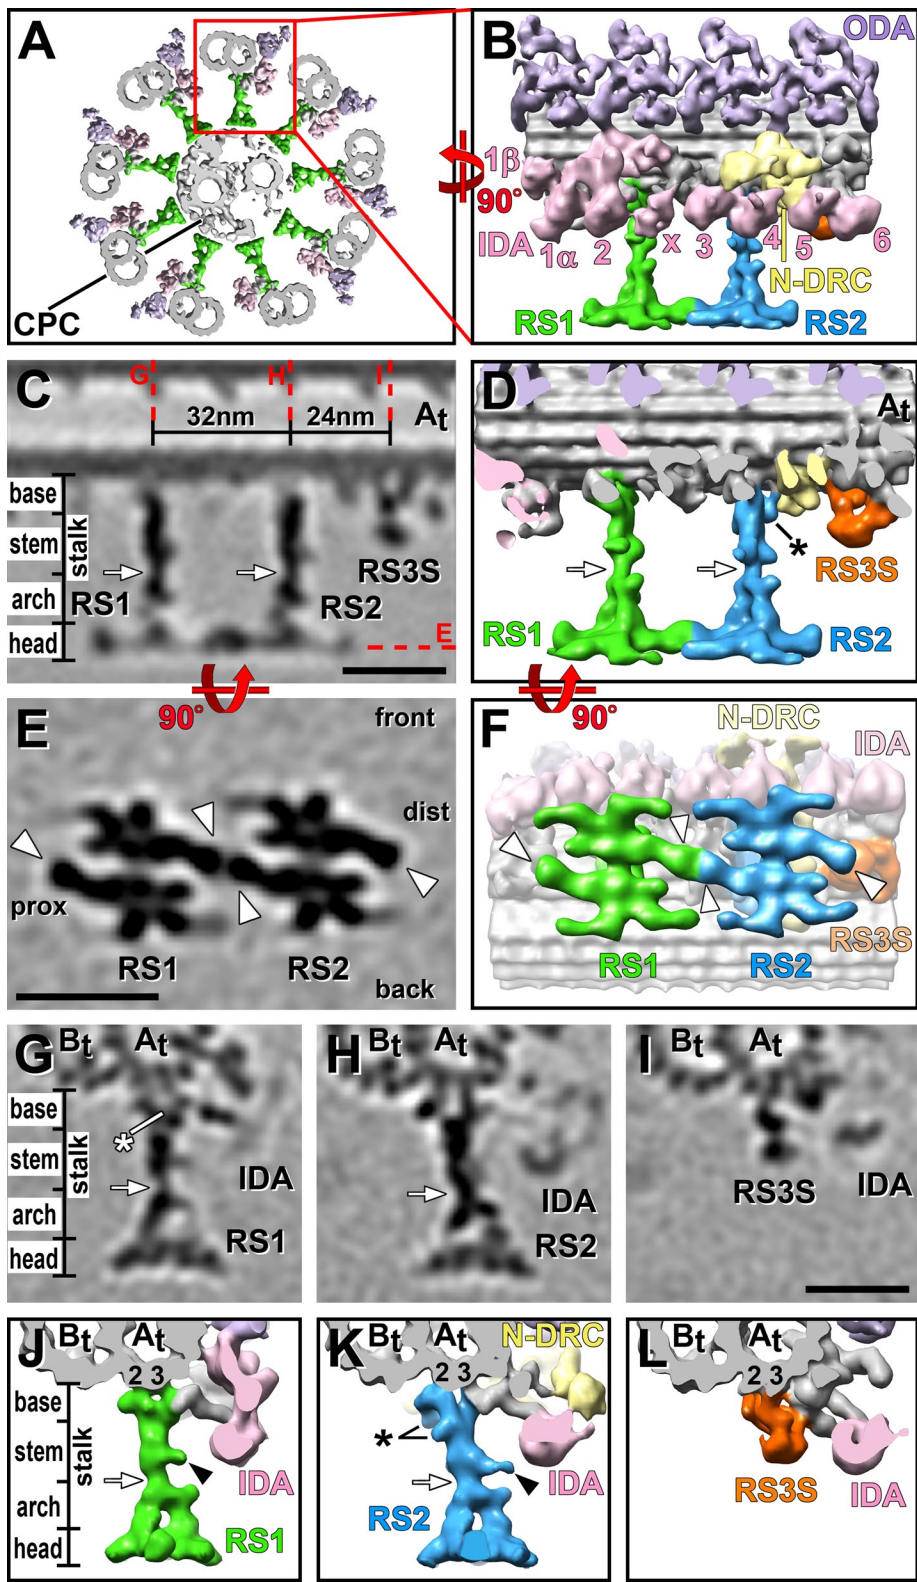 A
CPC
B
ODA
1β
90°
IDA 1α 2 x 3 4 5 6
N-DRC
RS1 RS2
C
G H I
32nm 24nm
At
base
stem
arch
head
stalk
RS1 RS2 RS3S
E
D
At
*
RS3S
RS1 RS2
90°
90°
E
front
dist
prox
RS1 RS2
back
F
N-DRC
IDA
RS3S
RS1 RS2
G
Bt At
base
stem
arch
head
stalk
*
IDA
RS1
H
Bt At
IDA
RS2
I
Bt At
RS3S IDA
J
Bt At
2 3
base
stem
arch
head
stalk
IDA
RS1
K
Bt At N-DRC
2 3
*
IDA
RS2
L
Bt At
2 3
RS3S IDA